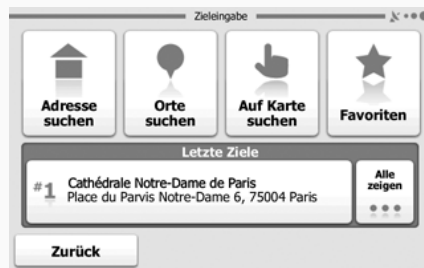 Zieleingabe
Adresse
suchen
Orte
suchen
Auf Karte
suchen
Favoriten
Letzte Ziele
#1
Cathédrale Notre-Dame de Paris
Place du Parvis Notre-Dame 6, 75004 Paris
Alle
zeigen
Zurück